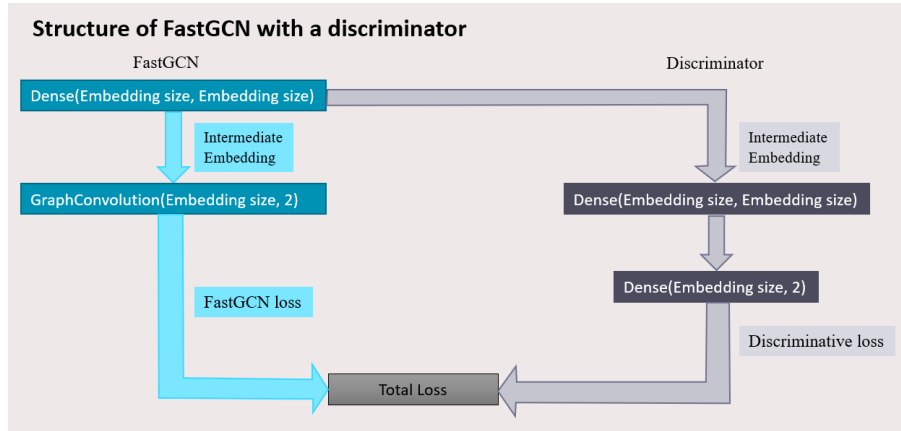 Structure of FastGCN with a discriminator
FastGCN
Discriminator
Dense(Embedding size, Embedding size)
Intermediate
Embedding
Intermediate
Embedding
GraphConvolution(Embedding size, 2)
Dense(Embedding size, Embedding size)
Dense(Embedding size, 2)
FastGCN loss
Discriminative loss
Total Loss